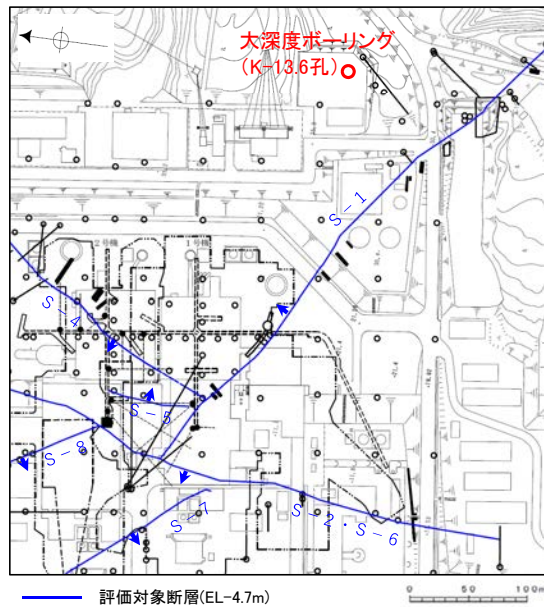 大深度ボーリング
(K-13.6孔)
S-1
2号機
1号機
S-4
S-5
S-8
S-7
S-2・S-6
評価対象断層(EL-4.7m)
0 50 100m